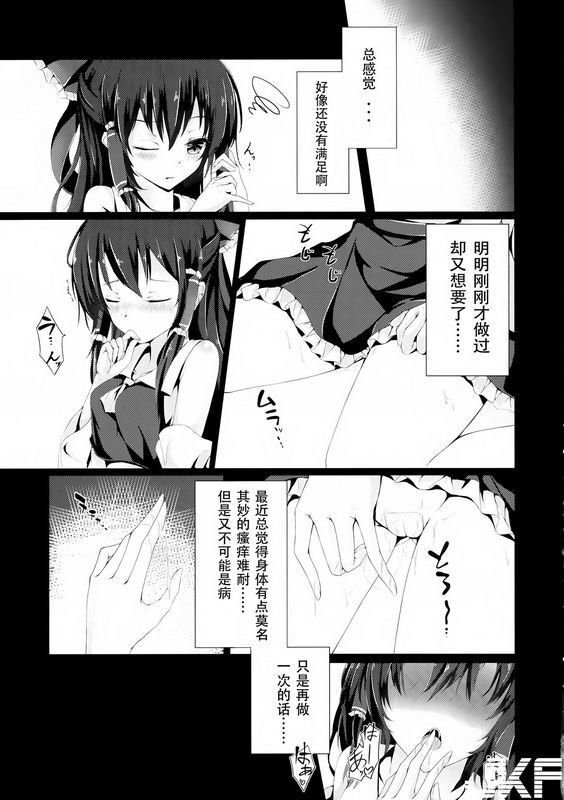 总感觉
···
好像还没有满足啊
明明刚刚才做过
却又想要了……
もぞ
もじ
ムラ…
う…ん
最近总觉得身体有点莫名
其妙的瘙痒难耐……
但是又不可能是病
とろ〜
只是再做
一次的话……
はぁ
JKF